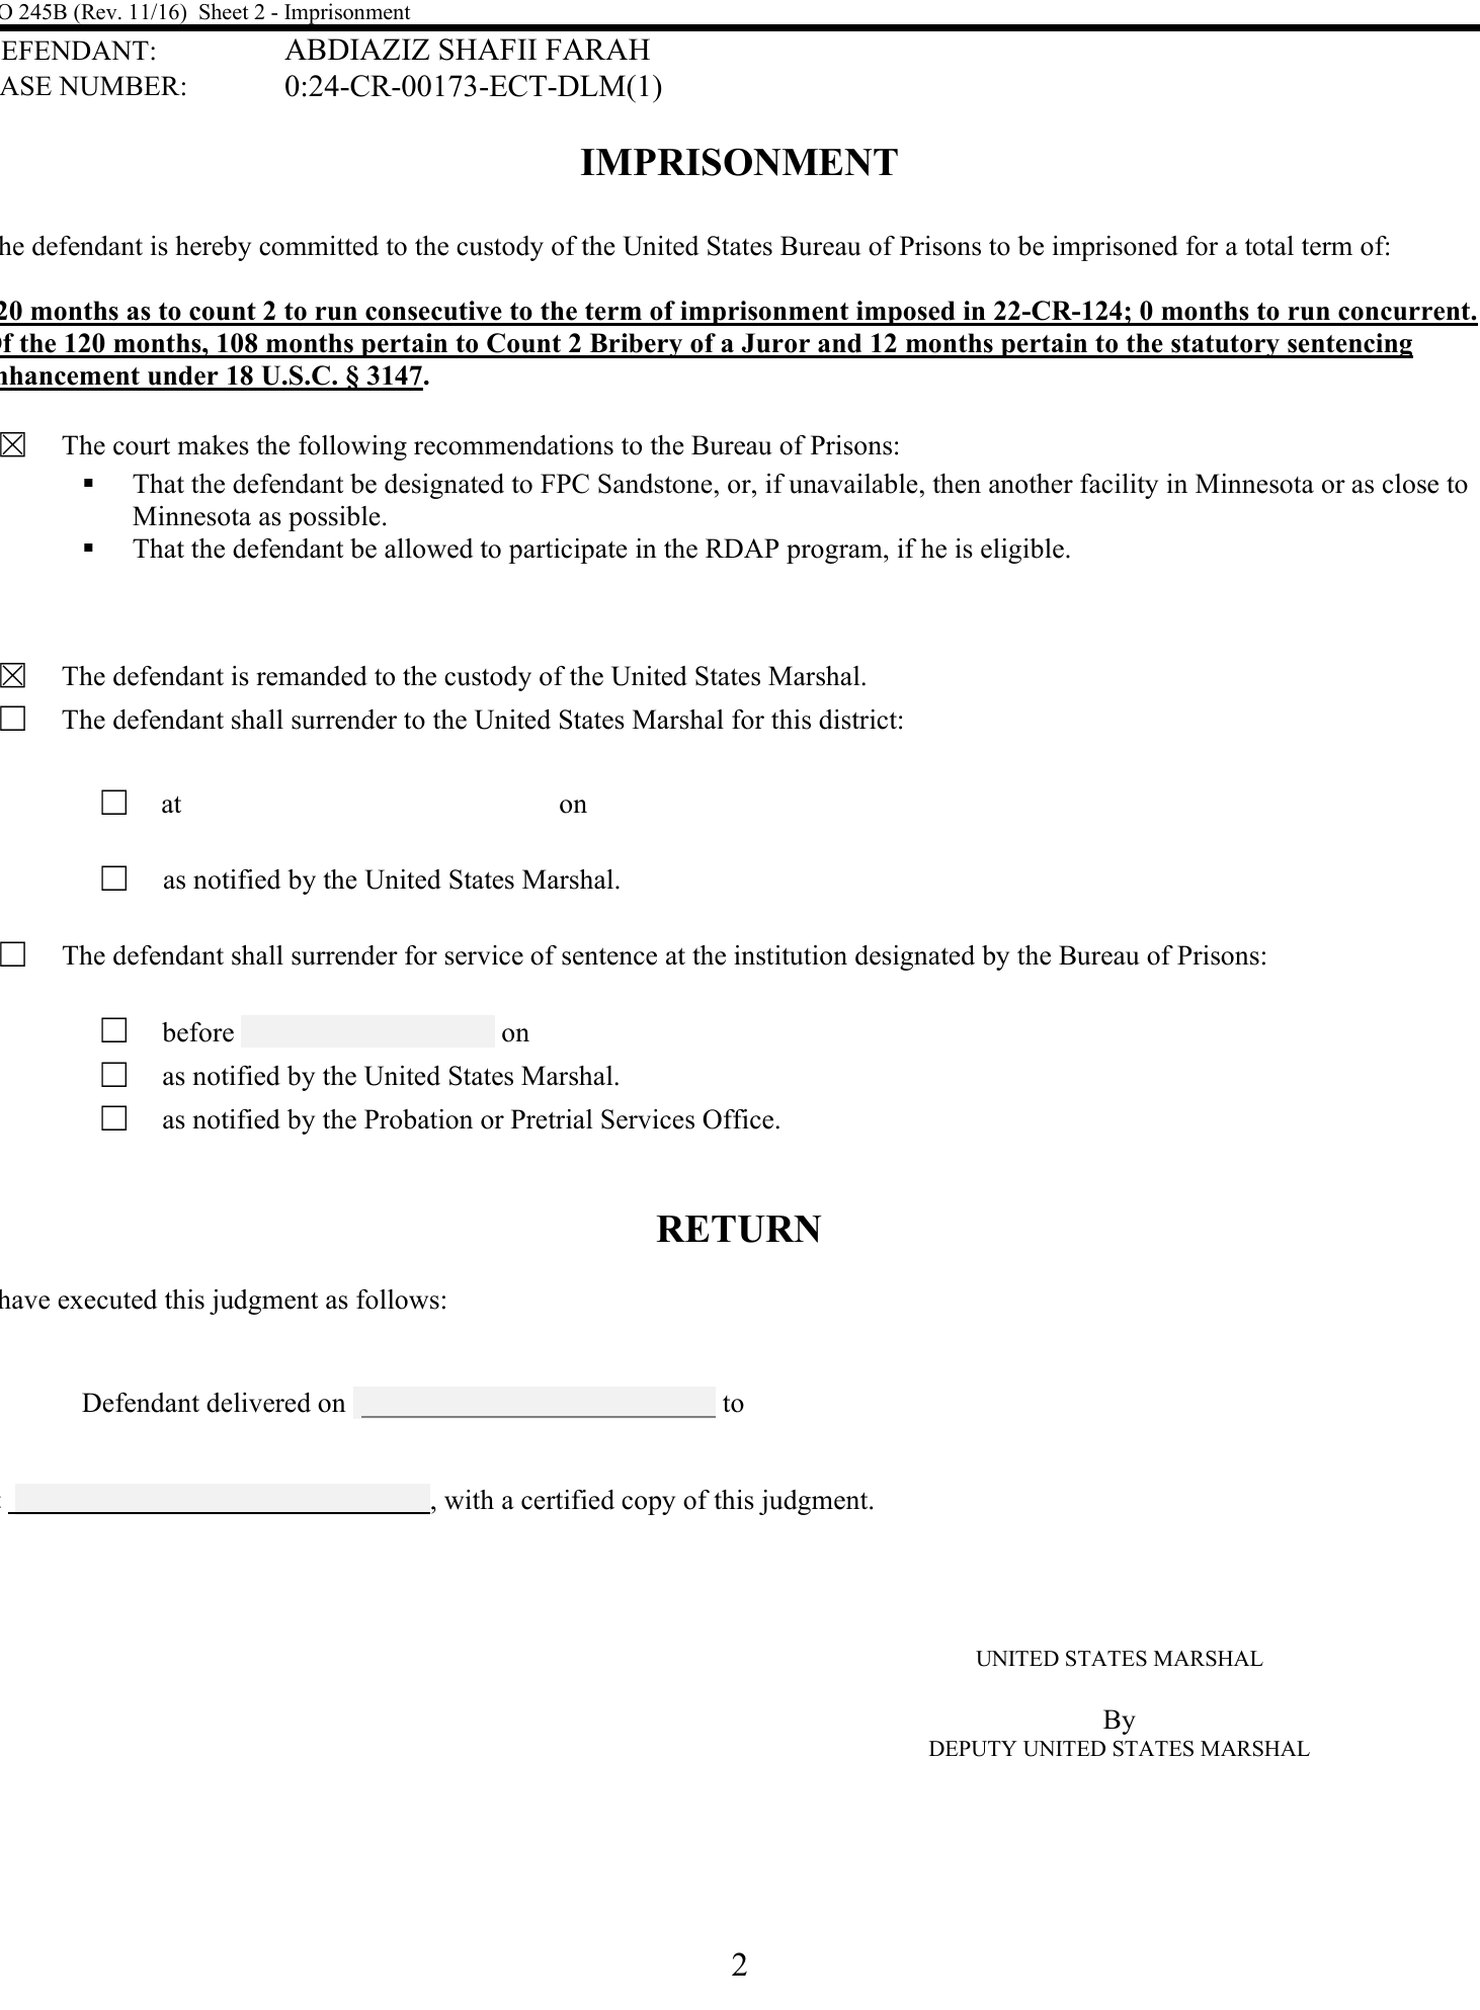 O 245B (Rev. 11/16) Sheet 2 - Imprisonment
EFENDANT: ABDIAZIZ SHAFII FARAH
ASE NUMBER: 0:24-CR-00173-ECT-DLM(1)
IMPRISONMENT
he defendant is hereby committed to the custody of the United States Bureau of Prisons to be imprisoned for a total term of:
20 months as to count 2 to run consecutive to the term of imprisonment imposed in 22-CR-124; 0 months to run concurrent.
f the 120 months, 108 months pertain to Count 2 Bribery of a Juror and 12 months pertain to the statutory sentencing
nhancement under 18 U.S.C. § 3147.
☒ The court makes the following recommendations to the Bureau of Prisons:
▪ That the defendant be designated to FPC Sandstone, or, if unavailable, then another facility in Minnesota or as close to
Minnesota as possible.
▪ That the defendant be allowed to participate in the RDAP program, if he is eligible.
☒ The defendant is remanded to the custody of the United States Marshal.
☐ The defendant shall surrender to the United States Marshal for this district:
☐ at on
☐ as notified by the United States Marshal.
☐ The defendant shall surrender for service of sentence at the institution designated by the Bureau of Prisons:
☐ before on
☐ as notified by the United States Marshal.
☐ as notified by the Probation or Pretrial Services Office.
RETURN
have executed this judgment as follows:
Defendant delivered on to
, with a certified copy of this judgment.
UNITED STATES MARSHAL
By
DEPUTY UNITED STATES MARSHAL
2